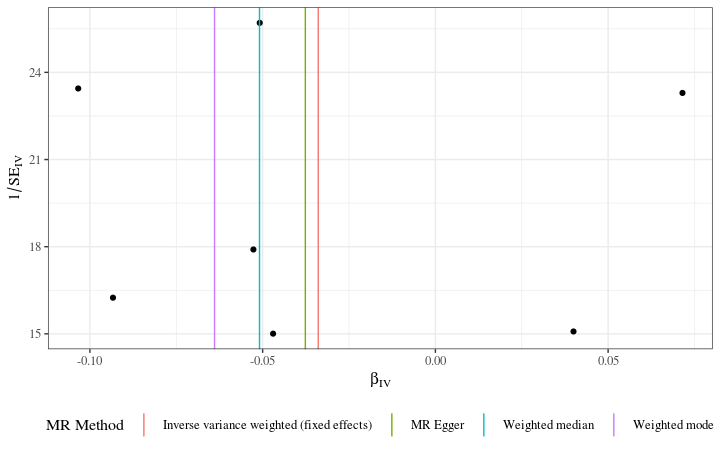 24
21
18
15
1/SE_IV
-0.10
-0.05
0.00
0.05
β_IV
MR Method
Inverse variance weighted (fixed effects)
MR Egger
Weighted median
Weighted mode